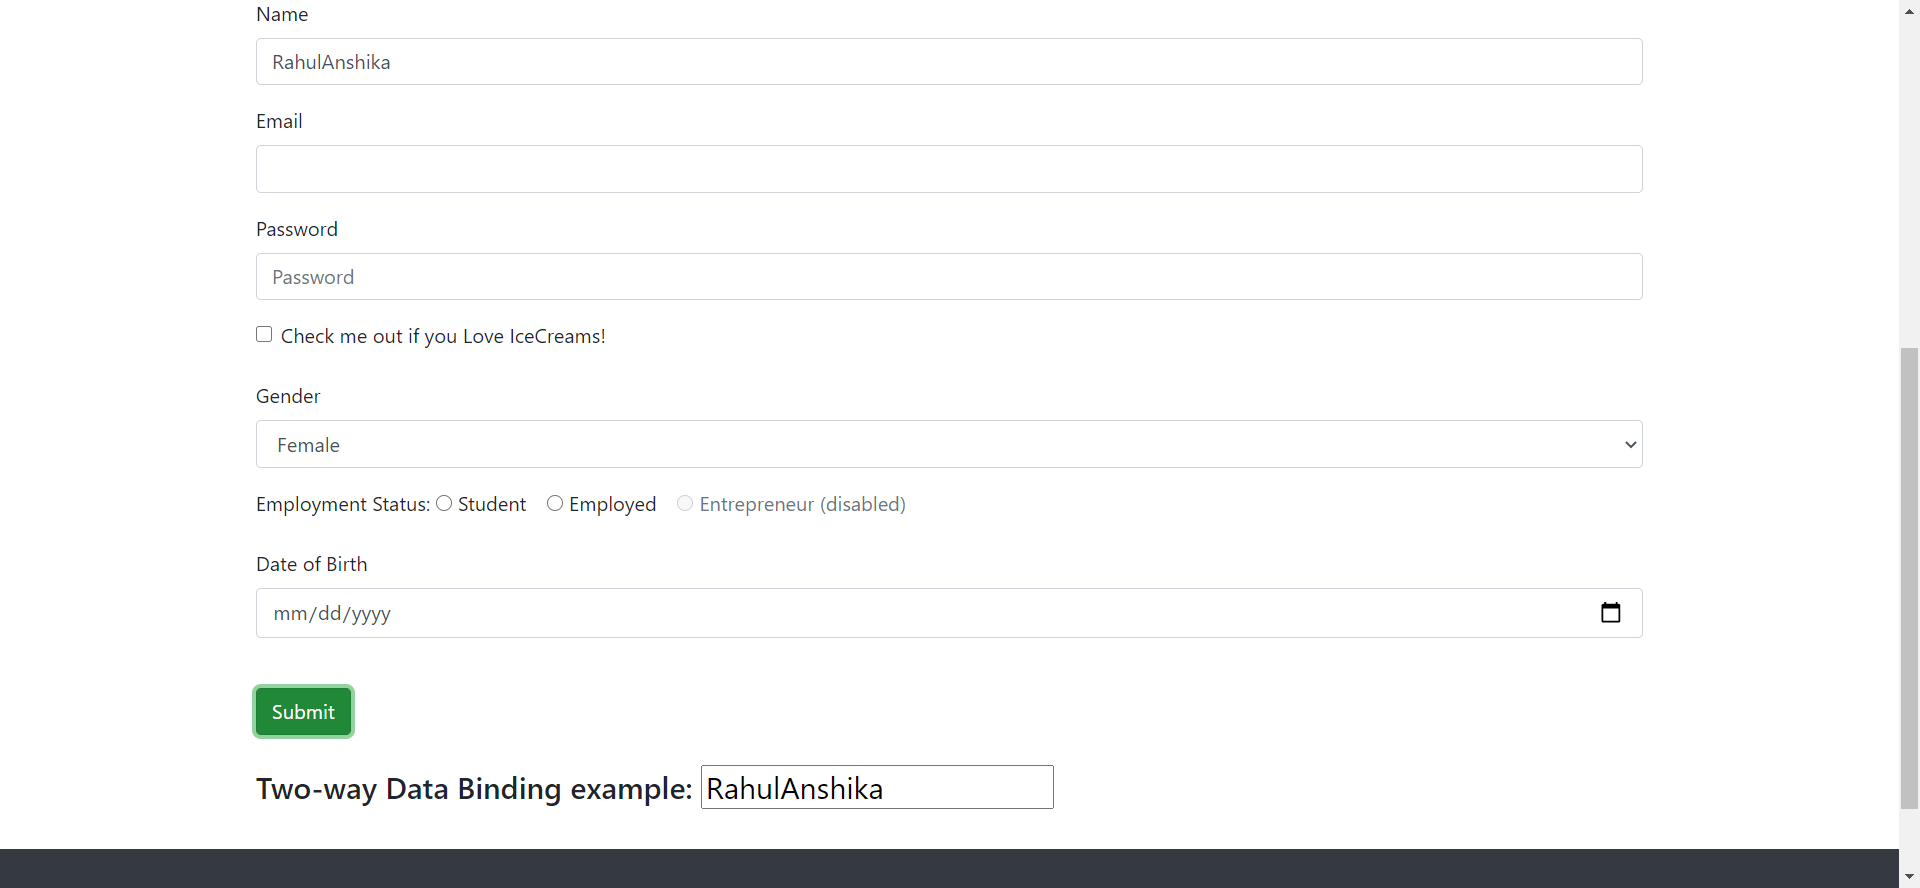 Name
RahulAnshika
Email
Password
Password
Check me out if you Love IceCreams!
Gender
Female
Employment Status: Student Employed Entrepreneur (disabled)
Date of Birth
mm/dd/yyyy
Submit
Two-way Data Binding example: RahulAnshika